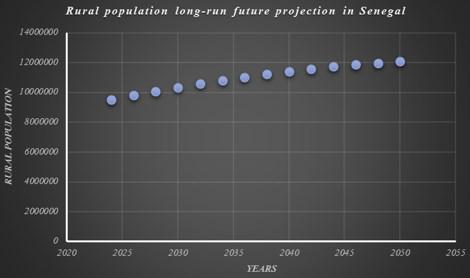 Rural population long-run future projection in Senegal
14000000
12000000
10000000
8000000
6000000
4000000
2000000
0
RURAL POPULATION
2020 2025 2030 2035 2040 2045 2050 2055
YEARS